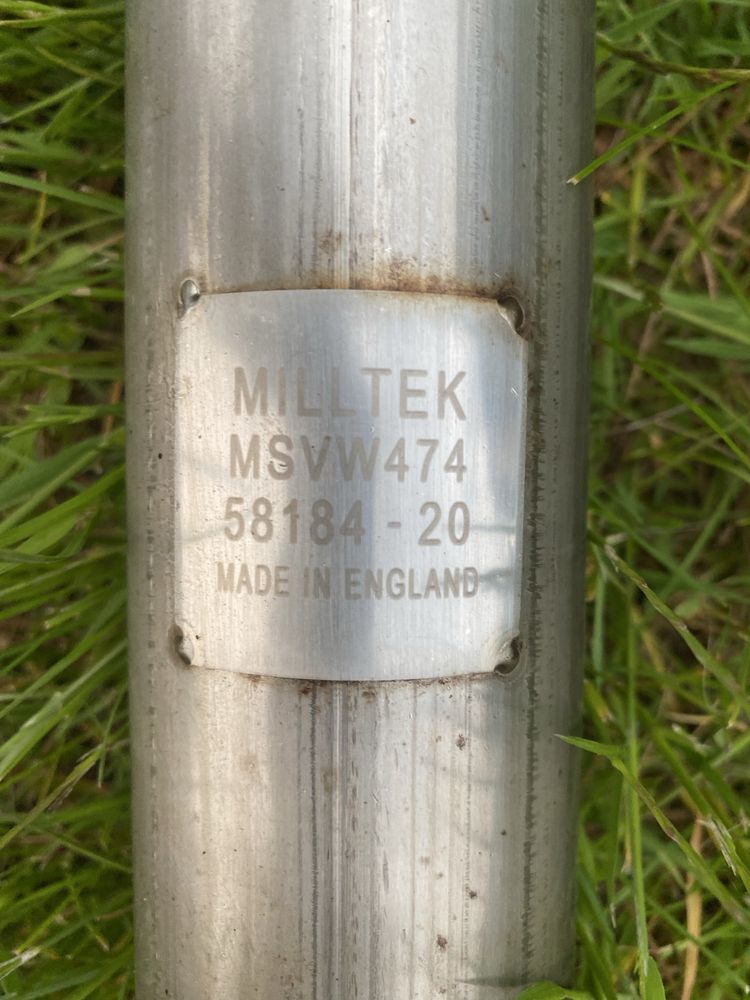 MILLTEK
MSVW474
58184 - 20
MADE IN ENGLAND